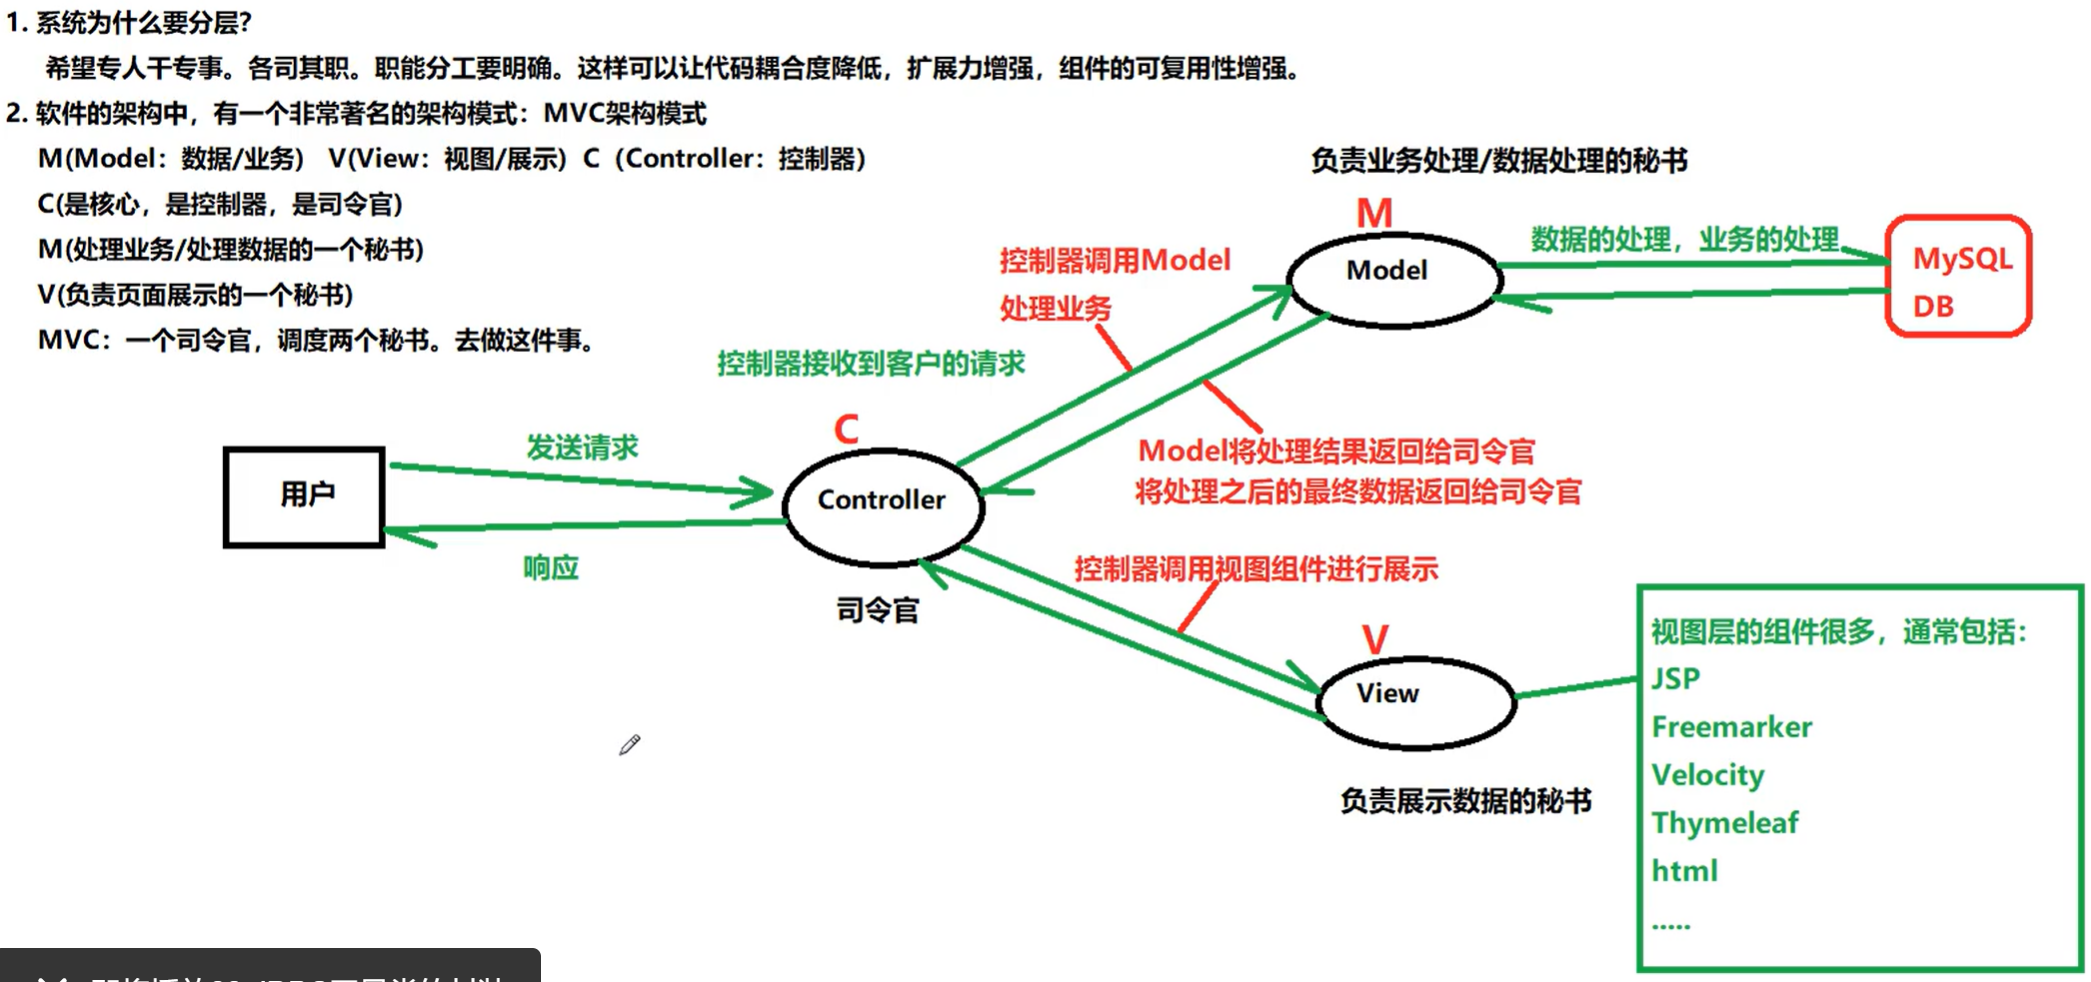 1. 系统为什么要分层?
希望专人干专事。各司其职。职能分工要明确。这样可以让代码耦合度降低，扩展力增强，组件的可复用性增强。
2. 软件的架构中，有一个非常著名的架构模式：MVC架构模式
M(Model：数据/业务)   V(View：视图/展示)  C（Controller：控制器）
C(是核心，是控制器，是司令官)
M(处理业务/处理数据的一个秘书)
V(负责页面展示的一个秘书)
MVC：一个司令官，调度两个秘书。去做这件事。
负责业务处理/数据处理的秘书
M
Model
数据的处理，业务的处理
MySQL
DB
控制器调用Model
处理业务
控制器接收到客户的请求
C
Controller
司令官
用户
发送请求
响应
Model将处理结果返回给司令官
将处理之后的最终数据返回给司令官
控制器调用视图组件进行展示
V
View
负责展示数据的秘书
视图层的组件很多，通常包括：
JSP
Freemarker
Velocity
Thymeleaf
html
.....